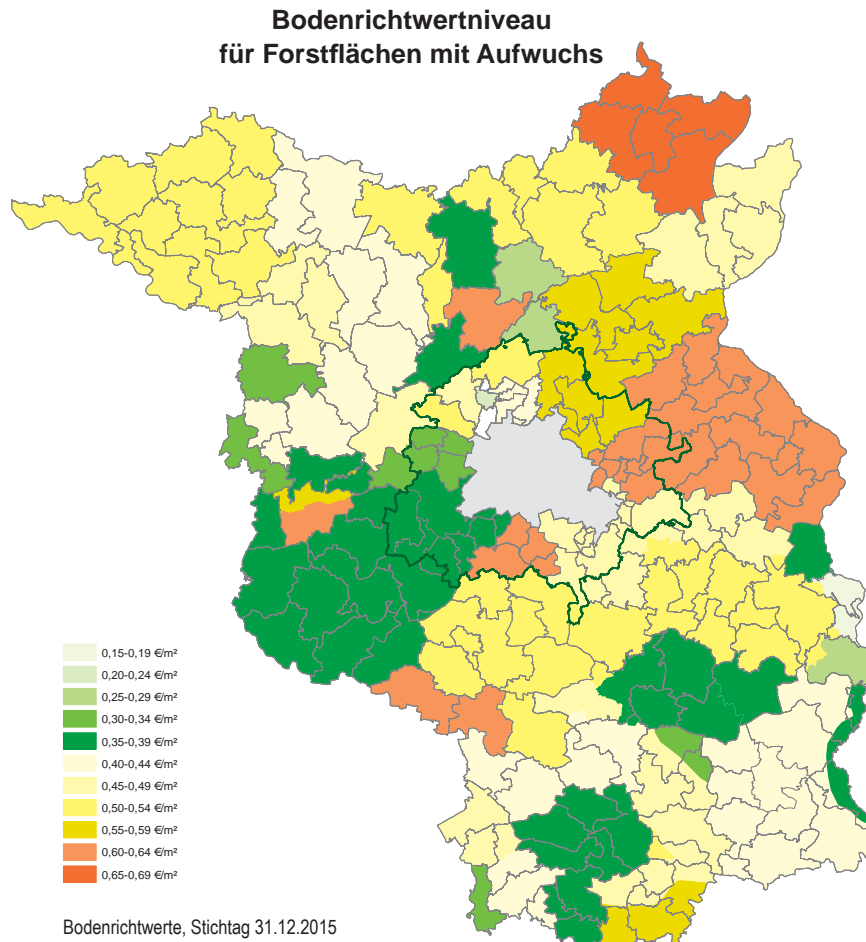 Bodenrichtwertniveau
für Forstflächen mit Aufwuchs
0,15-0,19 €/m²
0,20-0,24 €/m²
0,25-0,29 €/m²
0,30-0,34 €/m²
0,35-0,39 €/m²
0,40-0,44 €/m²
0,45-0,49 €/m²
0,50-0,54 €/m²
0,55-0,59 €/m²
0,60-0,64 €/m²
0,65-0,69 €/m²
Bodenrichtwerte, Stichtag 31.12.2015